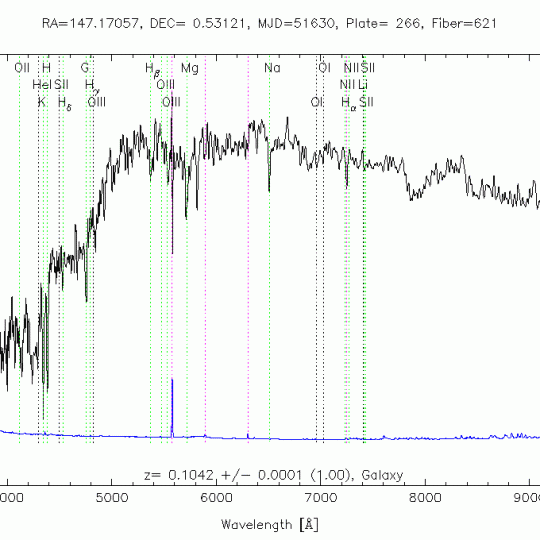 RA=147.17057, DEC= 0.53121, MJD=51630, Plate= 266, Fiber=621
OII H G Hβ Mg Na OI NII SII
HeI SII Hγ OIII NII Li
K Hδ OIII OIII OI Hα SII
z= 0.1042 +/- 0.0001 (1.00), Galaxy
000 5000 6000 7000 8000 900
Wavelength [Å]